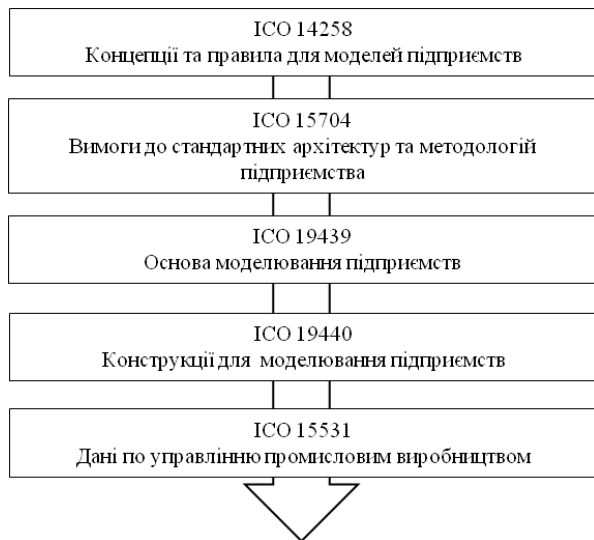 ІСО 14258
Концепції та правила для моделей підприємств
ІСО 15704
Вимоги до стандартних архітектур та методологій
підприємства
ІСО 19439
Основа моделювання підприємств
ІСО 19440
Конструкції для моделювання підприємств
ІСО 15531
Дані по управлінню промисловим виробництвом